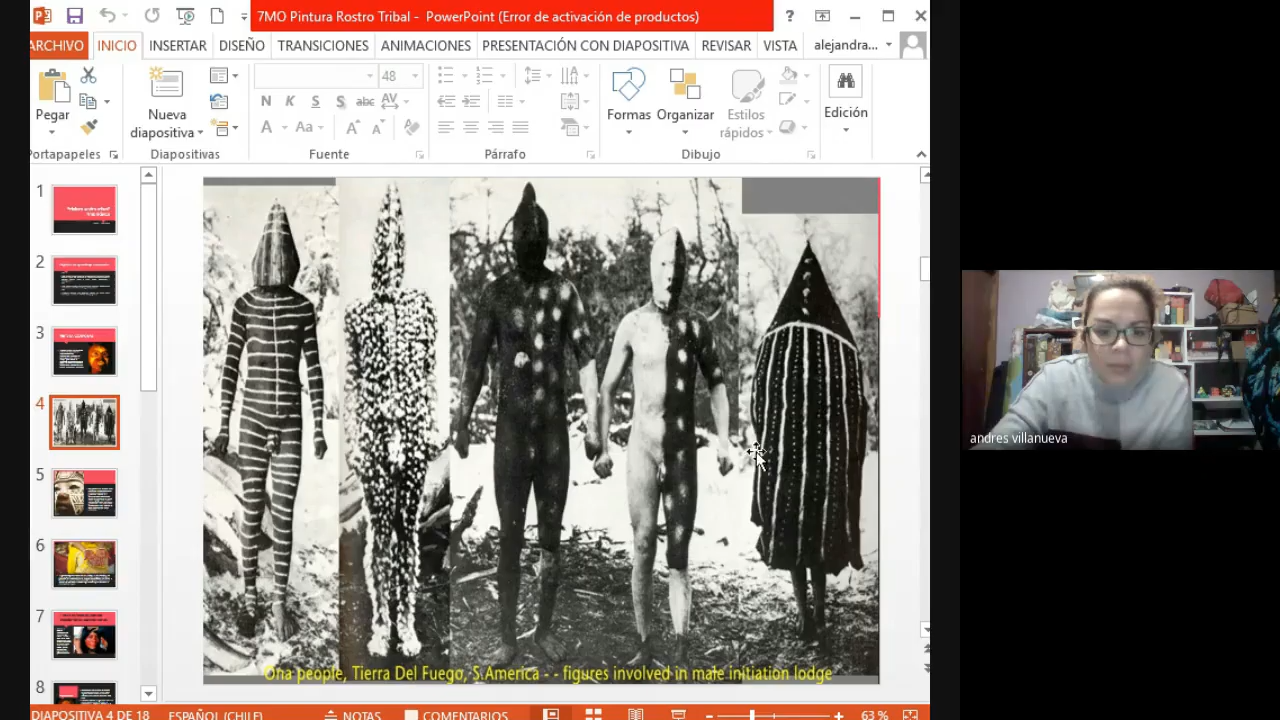 7MO Pintura Rostro Tribal - PowerPoint (Error de activación de productos)
ARCHIVO INICIO INSERTAR DISEÑO TRANSICIONES ANIMACIONES PRESENTACIÓN CON DIAPOSITIVA REVISAR VISTA alejandra...
48
Pegar
Nueva diapositiva
Formas Organizar Estilos rápidos
Edición
N K S S abc AV
A Aa A A
Portapapeles Diapositivas Fuente Párrafo Dibujo
1
2
3
4
5
6
7
8
Ona people, Tierra Del Fuego, S.America - - figures involved in male initiation lodge
andres villanueva
DIAPOSITIVA 4 DE 18 ESPAÑOL (CHILE) NOTAS COMENTARIOS 63 %